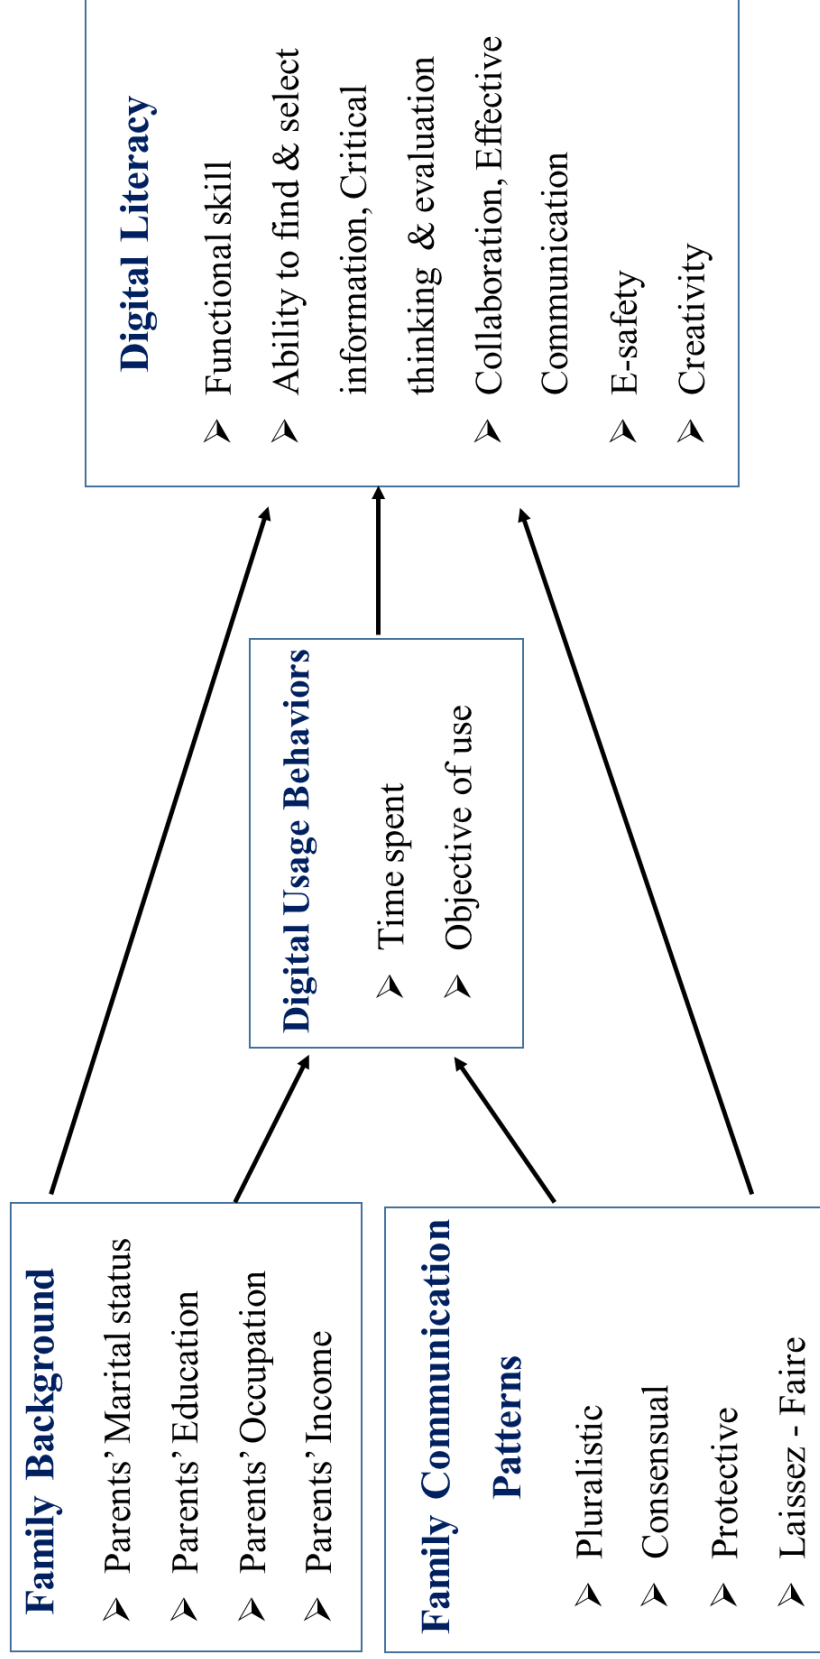 Family Background
➤ Parents’ Marital status
➤ Parents’ Education
➤ Parents’ Occupation
➤ Parents’ Income
Family Communication
Patterns
➤ Pluralistic
➤ Consensual
➤ Protective
➤ Laissez - Faire
Digital Usage Behaviors
➤ Time spent
➤ Objective of use
Digital Literacy
➤ Functional skill
➤ Ability to find & select
information, Critical
thinking & evaluation
➤ Collaboration, Effective
Communication
➤ E-safety
➤ Creativity